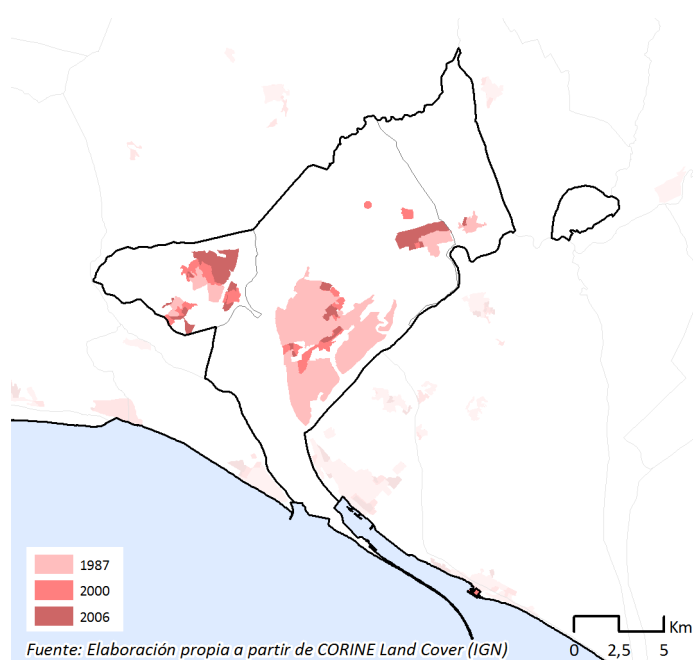 1987
2000
2006
Km
0 2,5 5
Fuente: Elaboración propia a partir de CORINE Land Cover (IGN)